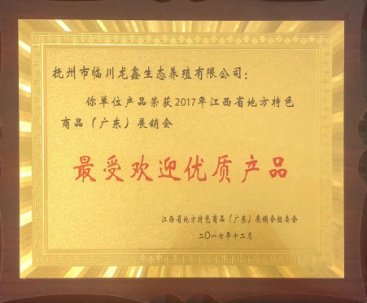 抚州市临川龙鑫生态养殖有限公司：
你单位产品荣获2017年江西省地方特色
商品（广东）展销会
最受欢迎优质产品
江西省地方特色商品（广东）展销会组委会
二〇一七年十二月